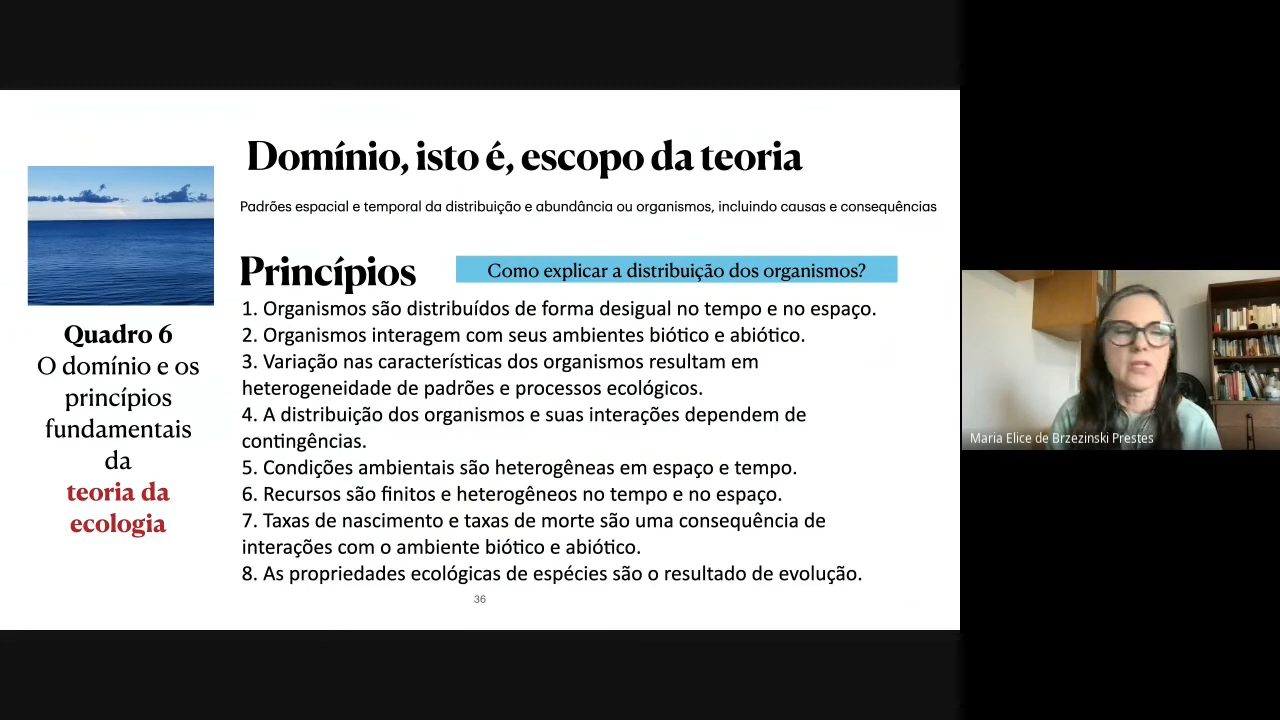 Domínio, isto é, escopo da teoria
Padrões espacial e temporal da distribuição e abundância ou organismos, incluindo causas e consequências
Princípios
Como explicar a distribuição dos organismos?
1. Organismos são distribuídos de forma desigual no tempo e no espaço.
2. Organismos interagem com seus ambientes biótico e abiótico.
3. Variação nas características dos organismos resultam em
heterogeneidade de padrões e processos ecológicos.
4. A distribuição dos organismos e suas interações dependem de
contingências.
5. Condições ambientais são heterogêneas em espaço e tempo.
6. Recursos são finitos e heterogêneos no tempo e no espaço.
7. Taxas de nascimento e taxas de morte são uma consequência de
interações com o ambiente biótico e abiótico.
8. As propriedades ecológicas de espécies são o resultado de evolução.
Quadro 6
O domínio e os
princípios
fundamentais
da
teoria da
ecologia
36
Maria Elice de Brzezinski Prestes